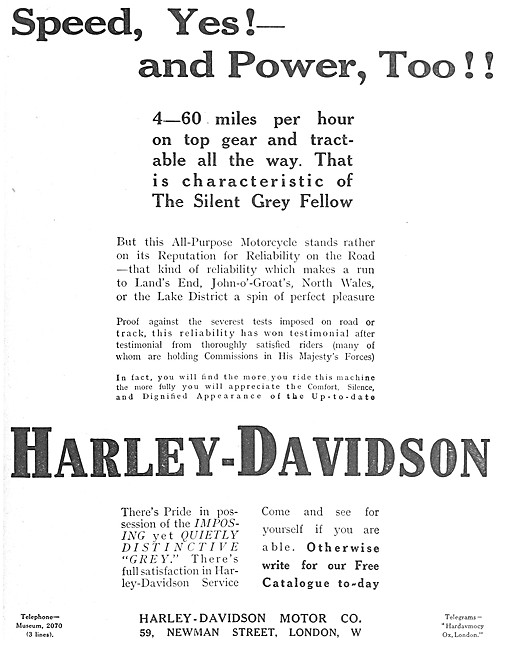 Speed, Yes!—
and Power, Too!!
4—60 miles per hour
on top gear and tract-
able all the way. That
is characteristic of
The Silent Grey Fellow
But this All-Purpose Motorcycle stands rather
on its Reputation for Reliability on the Road
—that kind of reliability which makes a run
to Land's End, John-o'-Groat's, North Wales,
or the Lake District a spin of perfect pleasure
Proof against the severest tests imposed on road or
track, this reliability has won testimonial after
testimonial from thoroughly satisfied riders (many of
whom are holding Commissions in His Majesty's Forces)
In fact, you will find the more you ride this machine
the more fully you will appreciate the Comfort, Silence,
and Dignified Appearance of the Up-to-date
HARLEY-DAVIDSON
There's Pride in pos-
session of the IMPOS-
ING yet QUIETLY
DISTINCTIVE
"GREY." There's
full satisfaction in Har-
ley-Davidson Service
Come and see for
yourself if you are
able. Otherwise
write for our Free
Catalogue to-day
Telephone—
Museum, 2070
(3 lines).
HARLEY-DAVIDSON MOTOR CO.
59, NEWMAN STREET, LONDON, W
Telegrams—
"Hardavmocy
Ox, London."